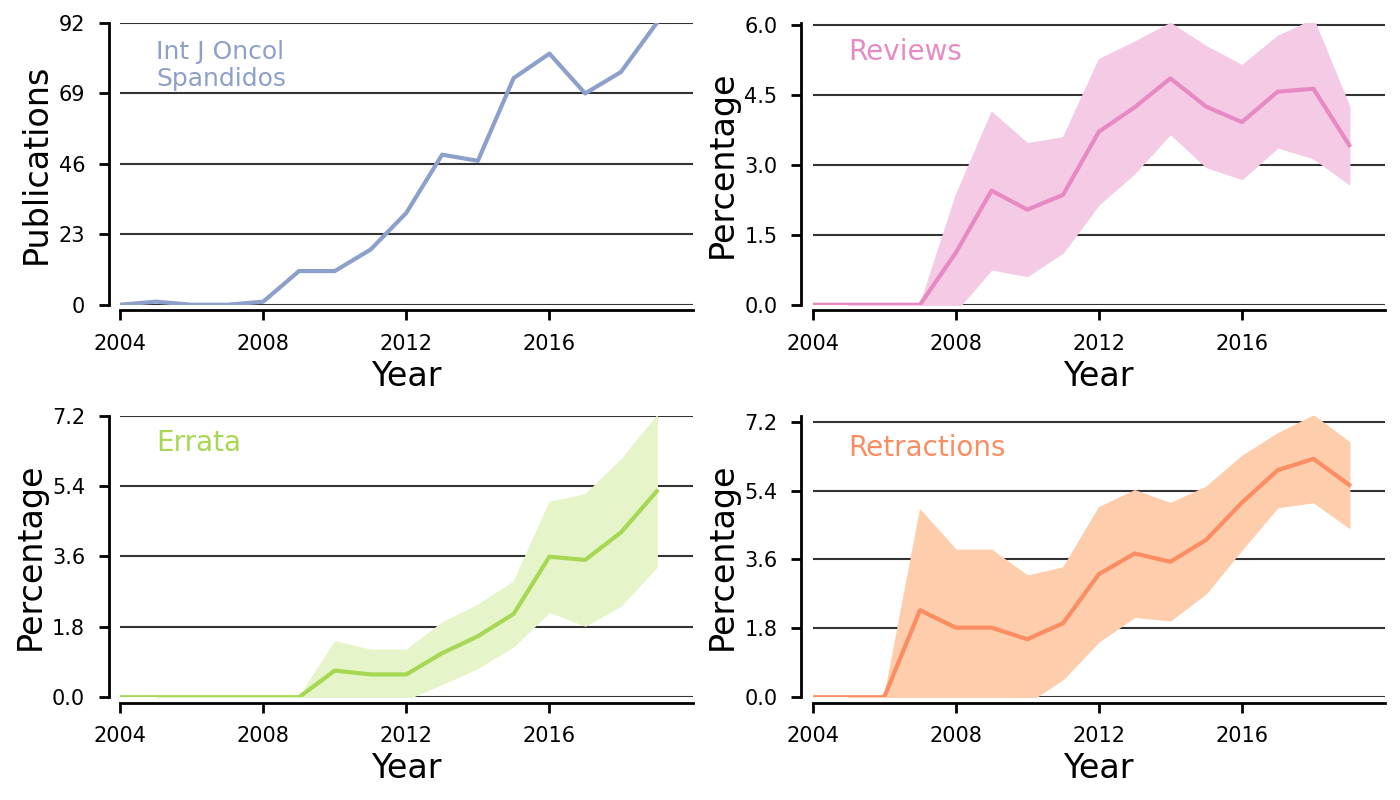 Publications
92
69
46
23
0
Int J Oncol
Spandidos
2004 2008 2012 2016
Year
Percentage
6.0
4.5
3.0
1.5
0.0
Reviews
2004 2008 2012 2016
Year
Percentage
7.2
5.4
3.6
1.8
0.0
Errata
2004 2008 2012 2016
Year
Percentage
7.2
5.4
3.6
1.8
0.0
Retractions
2004 2008 2012 2016
Year